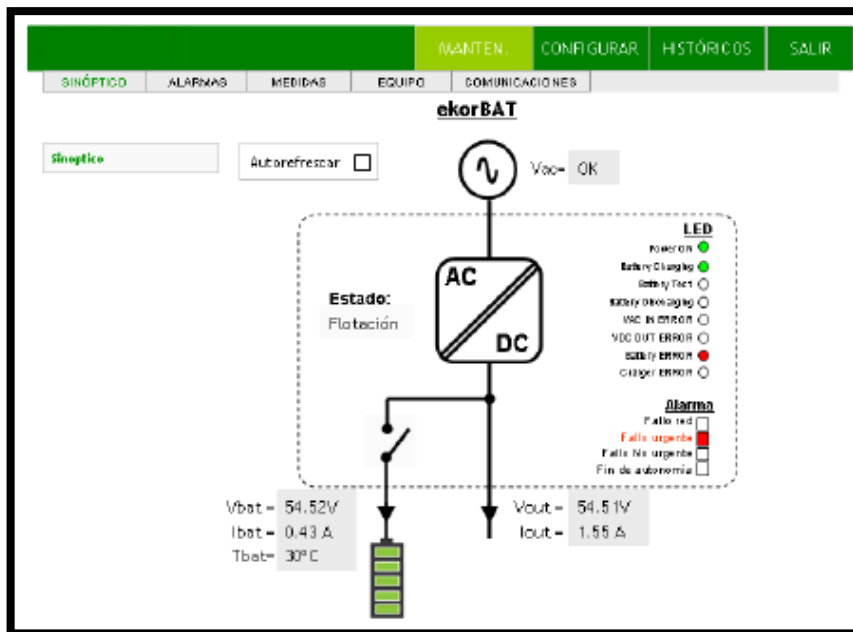 MANTEN. CONFIGURAR HISTÓRICOS SALIR
SINÓPTICO ALARMAS MEDIDAS EQUIPO COMUNICACIONES
ekorBAT
Sinoptico
Autorefrescar
Vac= OK
LED
Power ON
Battery Charging
Battery Test
Battery Discharging
VAC IN ERROR
VDC OUT ERROR
Battery ERROR
Charger ERROR
AC
DC
Estado:
Flotación
Alarma
Fallo red
Fallo urgente
Fallo No urgente
Fin de autonomía
Vbat = 54.52V
Ibat = 0.43 A
Tbat= 30ºC
Vout = 54.51V
Iout = 1.55 A